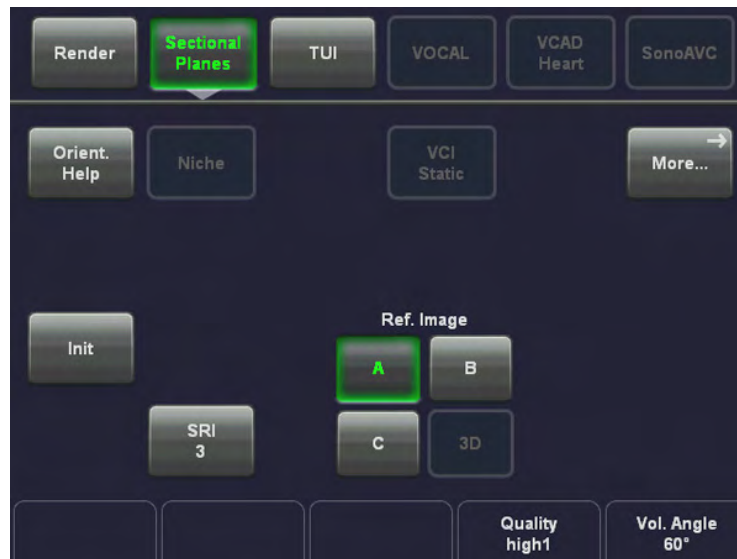 Render
Sectional
Planes
TUI
VOCAL
VCAD
Heart
SonoAVC
Orient.
Help
Niche
VCI
Static
More...
Ref. Image
Init
A
B
SRI
3
C
3D
Quality
high1
Vol. Angle
60°